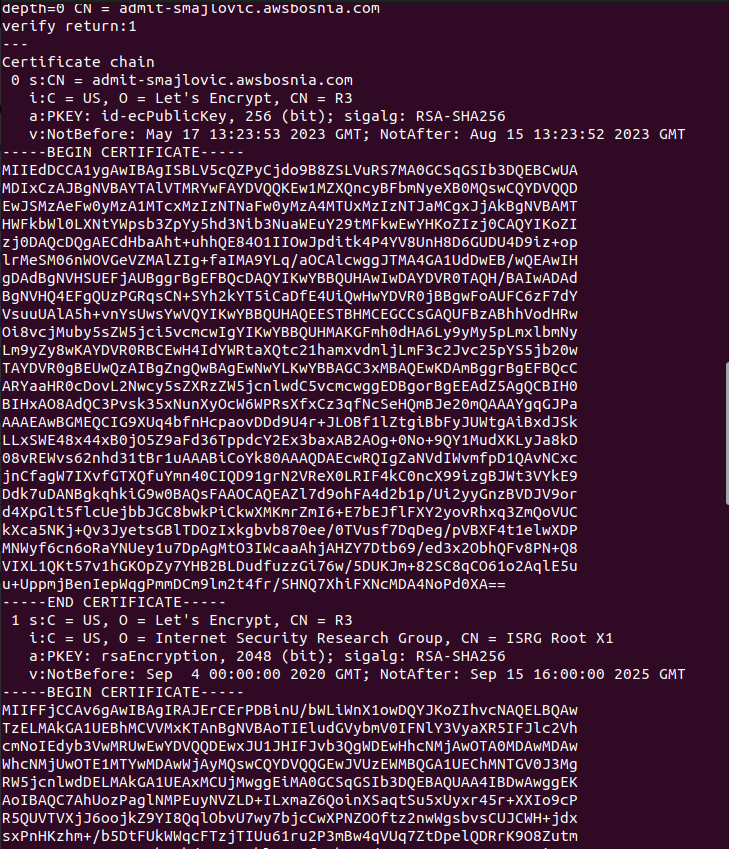 depth=0 CN = admit-smajlovic.awsbosnia.com
verify return:1
---
Certificate chain
 0 s:CN = admit-smajlovic.awsbosnia.com
   i:C = US, O = Let's Encrypt, CN = R3
   a:PKEY: id-ecPublicKey, 256 (bit); sigalg: RSA-SHA256
   v:NotBefore: May 17 13:23:53 2023 GMT; NotAfter: Aug 15 13:23:52 2023 GMT
-----BEGIN CERTIFICATE-----
MIIEdDCCA1ygAwIBAgISBLV5cQZPyCjdo9B8ZSLVuRS7MA0GCSqGSIb3DQEBCwUA
MDIxCzAJBgNVBAYTAlVTMRYwFAYDVQQKEw1MZXQncyBFbmNyeXB0MQswCQYDVQQD
EwJSMzAeFw0yMzA1MTcxMzIzNTNaFw0yMzA4MTUxMzIzNTJaMCgxJjAkBgNVBAMT
HWFkbWl0LXNtYWpsb3ZpYy5hd3Nib3NuaWEuY29tMFkwEwYHKoZIzj0CAQYIKoZI
zj0DAQcDQgAECdHbaAht+uhhQE84O1IIOwJpditk4P4YV8UnH8D6GUDU4D9iz+op
lrMeSM06nWOVGeVZMAlZIg+faIMA9YLq/aOCAlcwggJTMA4GA1UdDwEB/wQEAwIH
gDAdBgNVHSUEFjAUBggrBgEFBQcDAQYIKwYBBQUHAwIwDAYDVR0TAQH/BAIwADAd
BgNVHQ4EFgQUzPGRqsCN+SYh2kYT5iCaDfE4UiQwHwYDVR0jBBgwFoAUFC6zF7dY
VsuuUAlA5h+vnYsUwsYwVQYIKwYBBQUHAQEESTBHMCEGCCsGAQUFBzABhhVodHRw
Oi8vcjMuby5sZW5jci5vcmcwIgYIKwYBBQUHMAKGFmh0dHA6Ly9yMy5pLmxlbmNy
Lm9yZy8wKAYDVR0RBCEwH4IdYWRtaXQtc21hamxvdmljLmF3c2Jvc25pYS5jb20w
TAYDVR0gBEUwQzAIBgZngQwBAgEwNwYLKwYBBAGC3xMBAQEwKDAmBggrBgEFBQcC
ARYaaHR0cDovL2Nwcy5sZXRzZW5jcnlwdC5vcmcwggEDBgorBgEEAdZ5AgQCBIH0
BIHxAO8AdQC3Pvsk35xNunXyOcW6WPRsXfxCz3qfNcSeHQmBJe20mQAAAYgqGJPa
AAAEAwBGMEQCIG9XUq4bfnHcpaovDDd9U4r+JLOBf1lZtgiBbFyJUWtgAiBxdJSk
LLxSWE48x44xB0jO5Z9aFd36TppdcY2Ex3baxAB2AOg+0No+9QY1MudXKLyJa8kD
08vREWvs62nhd31tBr1uAAABiCoYk80AAAQDAEcwRQIgZaNVdIWvmfpD1QAvNCxc
jnCfagW7IXvfGTXQfuYmn40CIQD91grN2VReX0LRIF4kC0ncX99izgBJWt3VYkE9
Ddk7uDANBgkqhkiG9w0BAQsFAAOCAQEAZl7d9ohFA4d2b1p/Ui2yyGnzBVDJV9or
d4XpGlt5flcUejbbJGC8bwkPiCkwXMKmrZmI6+E7bEJflFXY2yovRhxq3ZmQoVUC
kXca5NKj+Qv3JyetsGBlTDOzIxkgbvb870ee/0TVusf7DqDeg/pVBXF4t1elwXDP
MNWyf6cn6oRaYNUey1u7DpAgMtO3IWcaaAhjAHZY7Dtb69/ed3x2ObhQFv8PN+Q8
VIXL1QKt57v1hGKOpZy7YHB2BLDudfuzzGi76w/5DUKJm+82SC8qCO61o2AqlE5u
u+UppmjBenIepWqgPmmDCm9lm2t4fr/SHNQ7XhiFXNcMDA4NoPd0XA==
-----END CERTIFICATE-----
 1 s:C = US, O = Let's Encrypt, CN = R3
   i:C = US, O = Internet Security Research Group, CN = ISRG Root X1
   a:PKEY: rsaEncryption, 2048 (bit); sigalg: RSA-SHA256
   v:NotBefore: Sep  4 00:00:00 2020 GMT; NotAfter: Sep 15 16:00:00 2025 GMT
-----BEGIN CERTIFICATE-----
MIIFFjCCAv6gAwIBAgIRAJErCErPDBinU/bWLiWnX1owDQYJKoZIhvcNAQELBQAw
TzELMAkGA1UEBhMCVVMxKTAnBgNVBAoTIEludGVybmV0IFNlY3VyaXR5IFJlc2Vh
cmNoIEdyb3VwMRUwEwYDVQQDEwxJU1JHIFJvb3QgWDEwHhcNMjAwOTA0MDAwMDAw
WhcNMjUwOTE1MTYwMDAwWjAyMQswCQYDVQQGEwJVUzEWMBQGA1UEChMNTGV0J3Mg
RW5jcnlwdDELMAkGA1UEAxMCUjMwggEiMA0GCSqGSIb3DQEBAQUAA4IBDwAwggEK
AoIBAQC7AhUozPaglNMPEuyNVZLD+ILxmaZ6QoinXSaqtSu5xUyxr45r+XXIo9cP
R5QUVTVXjJ6oojkZ9YI8QqlObvU7wy7bjcCwXPNZOOftz2nwWgsbvsCUJCWH+jdx
sxPnHKzhm+/b5DtFUkWWqcFTzjTIUu61ru2P3mBw4qVUq7ZtDpelQDRrK9O8Zutm